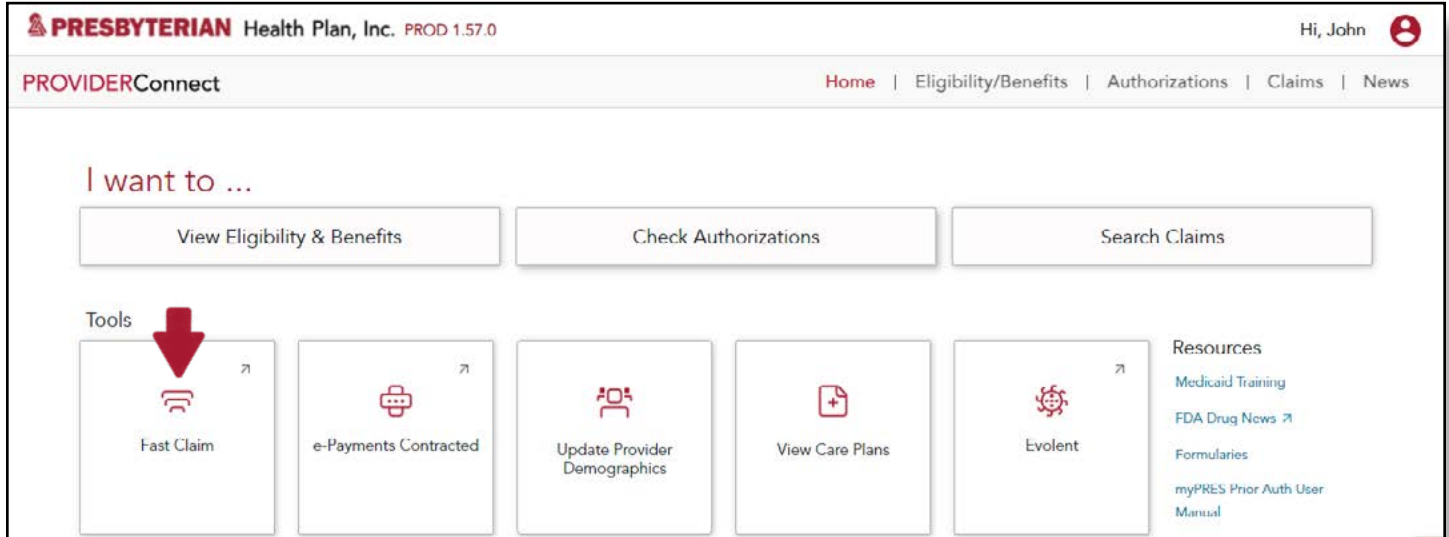 PRESBYTERIAN Health Plan, Inc. PROD 1.57.0
Hi, John
PROVIDERConnect
Home | Eligibility/Benefits | Authorizations | Claims | News
I want to ...
View Eligibility & Benefits
Check Authorizations
Search Claims
Tools
Fast Claim
e-Payments Contracted
Update Provider
Demographics
View Care Plans
Evolent
Resources
Medicaid Training
FDA Drug News
Formularies
myPRES Prior Auth User
Manual